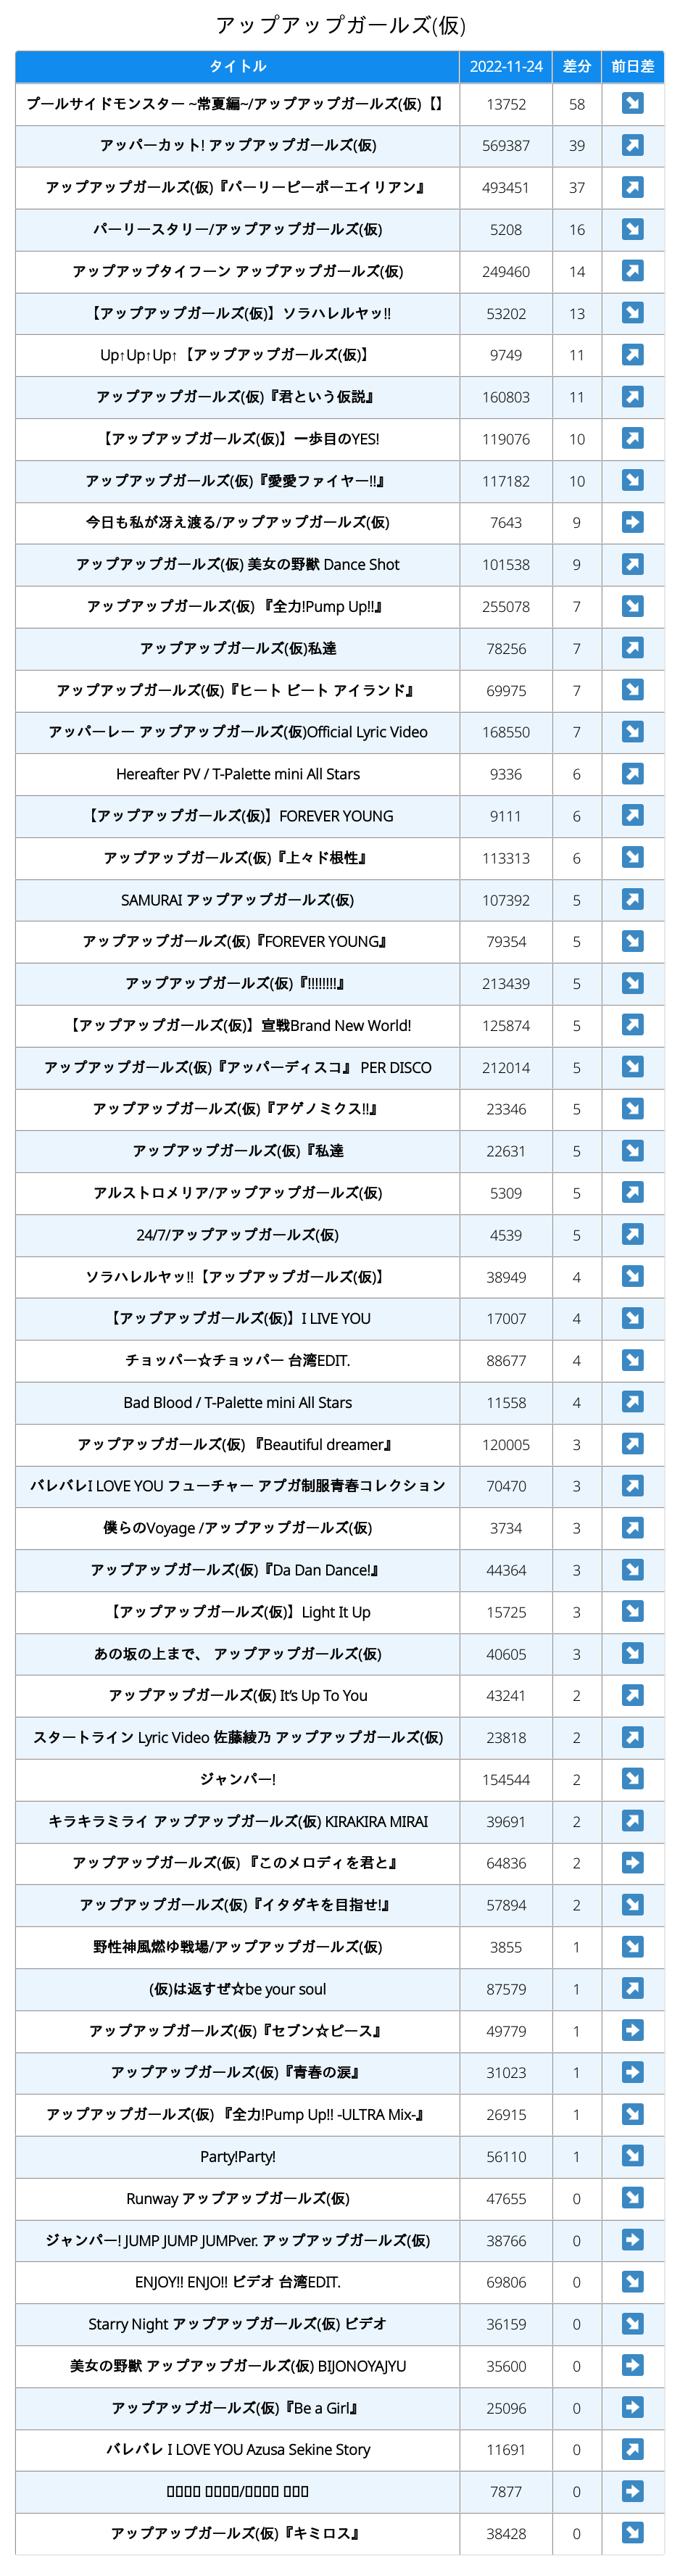 アップアップガールズ(仮)
タイトル 2022-11-24 差分 前日差
プールサイドモンスター ~常夏編~/アップアップガールズ(仮)【】 13752 58 ↘
アッパーカット! アップアップガールズ(仮) 569387 39 ↗
アップアップガールズ(仮)『パーリーピーポーエイリアン』 493451 37 ↗
パーリースタリー/アップアップガールズ(仮) 5208 16 ↘
アップアップタイフーン アップアップガールズ(仮) 249460 14 ↗
【アップアップガールズ(仮)】ソラハレルヤッ!! 53202 13 ↘
Up↑Up↑Up↑【アップアップガールズ(仮)】 9749 11 ↗
アップアップガールズ(仮)『君という仮説』 160803 11 ↗
【アップアップガールズ(仮)】一歩目のYES! 119076 10 ↗
アップアップガールズ(仮)『愛愛ファイヤー!!』 117182 10 ↘
今日も私が冴え渡る/アップアップガールズ(仮) 7643 9 ➡
アップアップガールズ(仮) 美女の野獣 Dance Shot 101538 9 ↗
アップアップガールズ(仮) 『全力!Pump Up!!』 255078 7 ↘
アップアップガールズ(仮)私達 78256 7 ↗
アップアップガールズ(仮)『ヒート ビート アイランド』 69975 7 ↘
アッパーレー アップアップガールズ(仮)Official Lyric Video 168550 7 ↘
Hereafter PV / T-Palette mini All Stars 9336 6 ↗
【アップアップガールズ(仮)】FOREVER YOUNG 9111 6 ↗
アップアップガールズ(仮)『上々ド根性』 113313 6 ↘
SAMURAI アップアップガールズ(仮) 107392 5 ↗
アップアップガールズ(仮)『FOREVER YOUNG』 79354 5 ↘
アップアップガールズ(仮)『!!!!!!!!』 213439 5 ↘
【アップアップガールズ(仮)】宣戦Brand New World! 125874 5 ↗
アップアップガールズ(仮)『アッパーディスコ』 PER DISCO 212014 5 ↘
アップアップガールズ(仮)『アゲノミクス!!』 23346 5 ↘
アップアップガールズ(仮)『私達 22631 5 ↘
アルストロメリア/アップアップガールズ(仮) 5309 5 ↗
24/7/アップアップガールズ(仮) 4539 5 ↗
ソラハレルヤッ!!【アップアップガールズ(仮)】 38949 4 ↘
【アップアップガールズ(仮)】I LIVE YOU 17007 4 ↘
チョッパー☆チョッパー 台湾EDIT. 88677 4 ↘
Bad Blood / T-Palette mini All Stars 11558 4 ↗
アップアップガールズ(仮) 『Beautiful dreamer』 120005 3 ↗
バレバレI LOVE YOU フューチャー アプガ制服青春コレクション 70470 3 ↗
僕らのVoyage /アップアップガールズ(仮) 3734 3 ↗
アップアップガールズ(仮)『Da Dan Dance!』 44364 3 ↘
【アップアップガールズ(仮)】Light It Up 15725 3 ↘
あの坂の上まで、 アップアップガールズ(仮) 40605 3 ↘
アップアップガールズ(仮) It's Up To You 43241 2 ↗
スタートライン Lyric Video 佐藤綾乃 アップアップガールズ(仮) 23818 2 ↗
ジャンパー! 154544 2 ↘
キラキラミライ アップアップガールズ(仮) KIRAKIRA MIRAI 39691 2 ↗
アップアップガールズ(仮) 『このメロディを君と』 64836 2 ➡
アップアップガールズ(仮)『イタダキを目指せ!』 57894 2 ↘
野性神風燃ゆ戦場/アップアップガールズ(仮) 3855 1 ↘
(仮)は返すぜ☆be your soul 87579 1 ↗
アップアップガールズ(仮)『セブン☆ピース』 49779 1 ➡
アップアップガールズ(仮)『青春の涙』 31023 1 ➡
アップアップガールズ(仮) 『全力!Pump Up!! -ULTRA Mix-』 26915 1 ↘
Party!Party! 56110 1 ↘
Runway アップアップガールズ(仮) 47655 0 ↘
ジャンパー! JUMP JUMP JUMPver. アップアップガールズ(仮) 38766 0 ➡
ENJOY!! ENJO!! ビデオ 台湾EDIT. 69806 0 ↘
Starry Night アップアップガールズ(仮) ビデオ 36159 0 ↘
美女の野獣 アップアップガールズ(仮) BIJONOYAJYU 35600 0 ➡
アップアップガールズ(仮)『Be a Girl』 25096 0 ➡
バレバレ I LOVE YOU Azusa Sekine Story 11691 0 ↗
7877 0 ➡
アップアップガールズ(仮)『キミロス』 38428 0 ↘